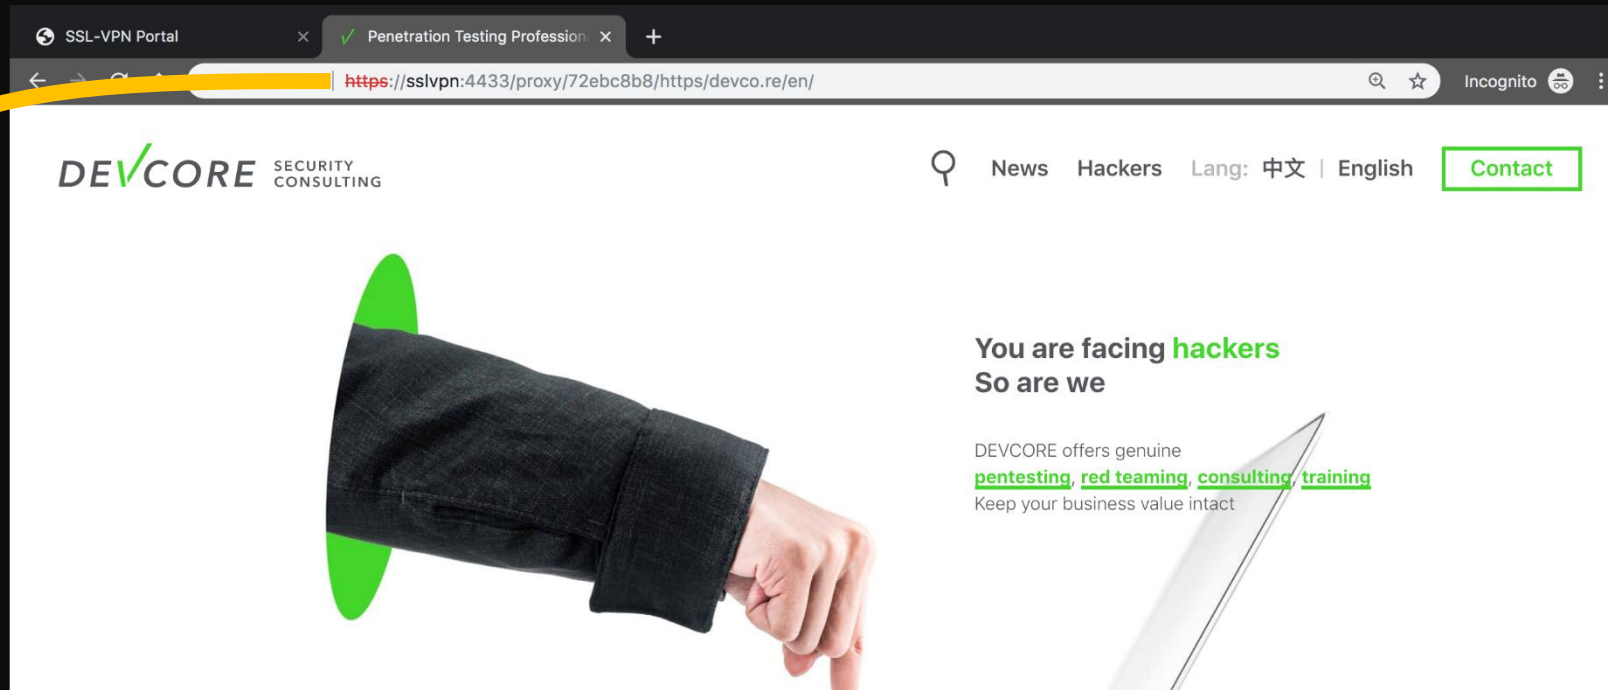 SSL-VPN Portal
Penetration Testing Profession
https://sslvpn:4433/proxy/72ebc8b8/https/devco.re/en/
Incognito
DEVCORE SECURITY CONSULTING
News Hackers Lang: 中文 | English Contact
You are facing hackers
So are we
DEVCORE offers genuine
pentesting, red teaming, consulting, training
Keep your business value intact